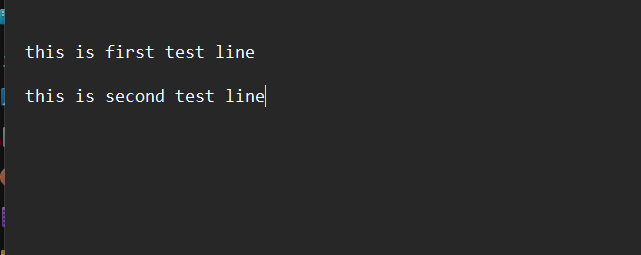 this is first test line
this is second test line